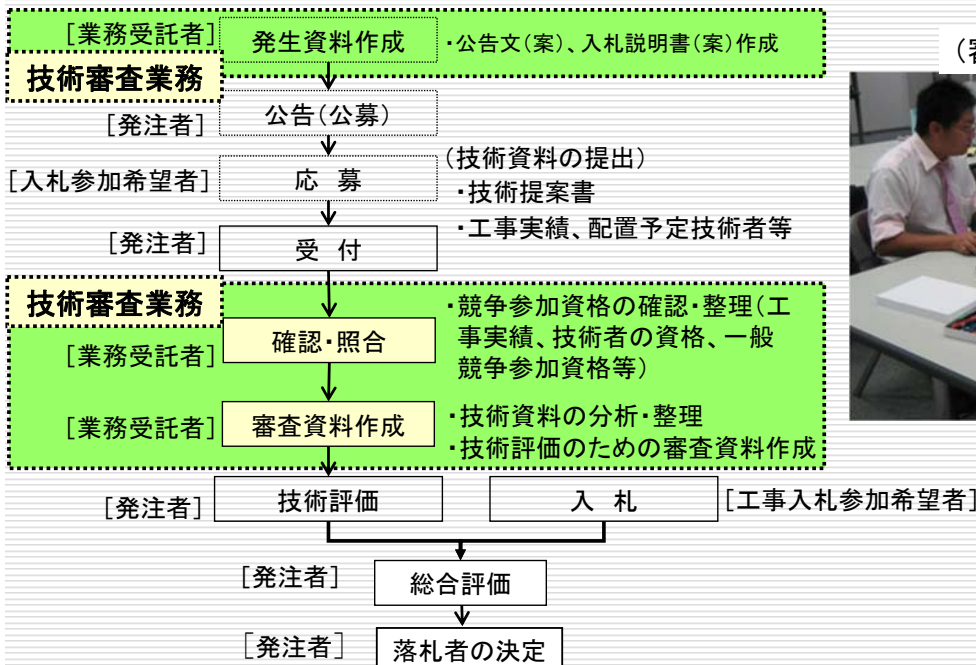 [業務受託者] 発生資料作成 ・公告文(案)、入札説明書(案)作成
技術審査業務
[発注者] 公告(公募)
[入札参加希望者] 応 募
(技術資料の提出)
・技術提案書
・工事実績、配置予定技術者等
[発注者] 受 付
技術審査業務
[業務受託者] 確認・照合
・競争参加資格の確認・整理(工
事実績、技術者の資格、一般
競争参加資格等)
[業務受託者] 審査資料作成
・技術資料の分析・整理
・技術評価のための審査資料作成
[発注者] 技術評価 入 札 [工事入札参加希望者]
[発注者] 総合評価
[発注者] 落札者の決定